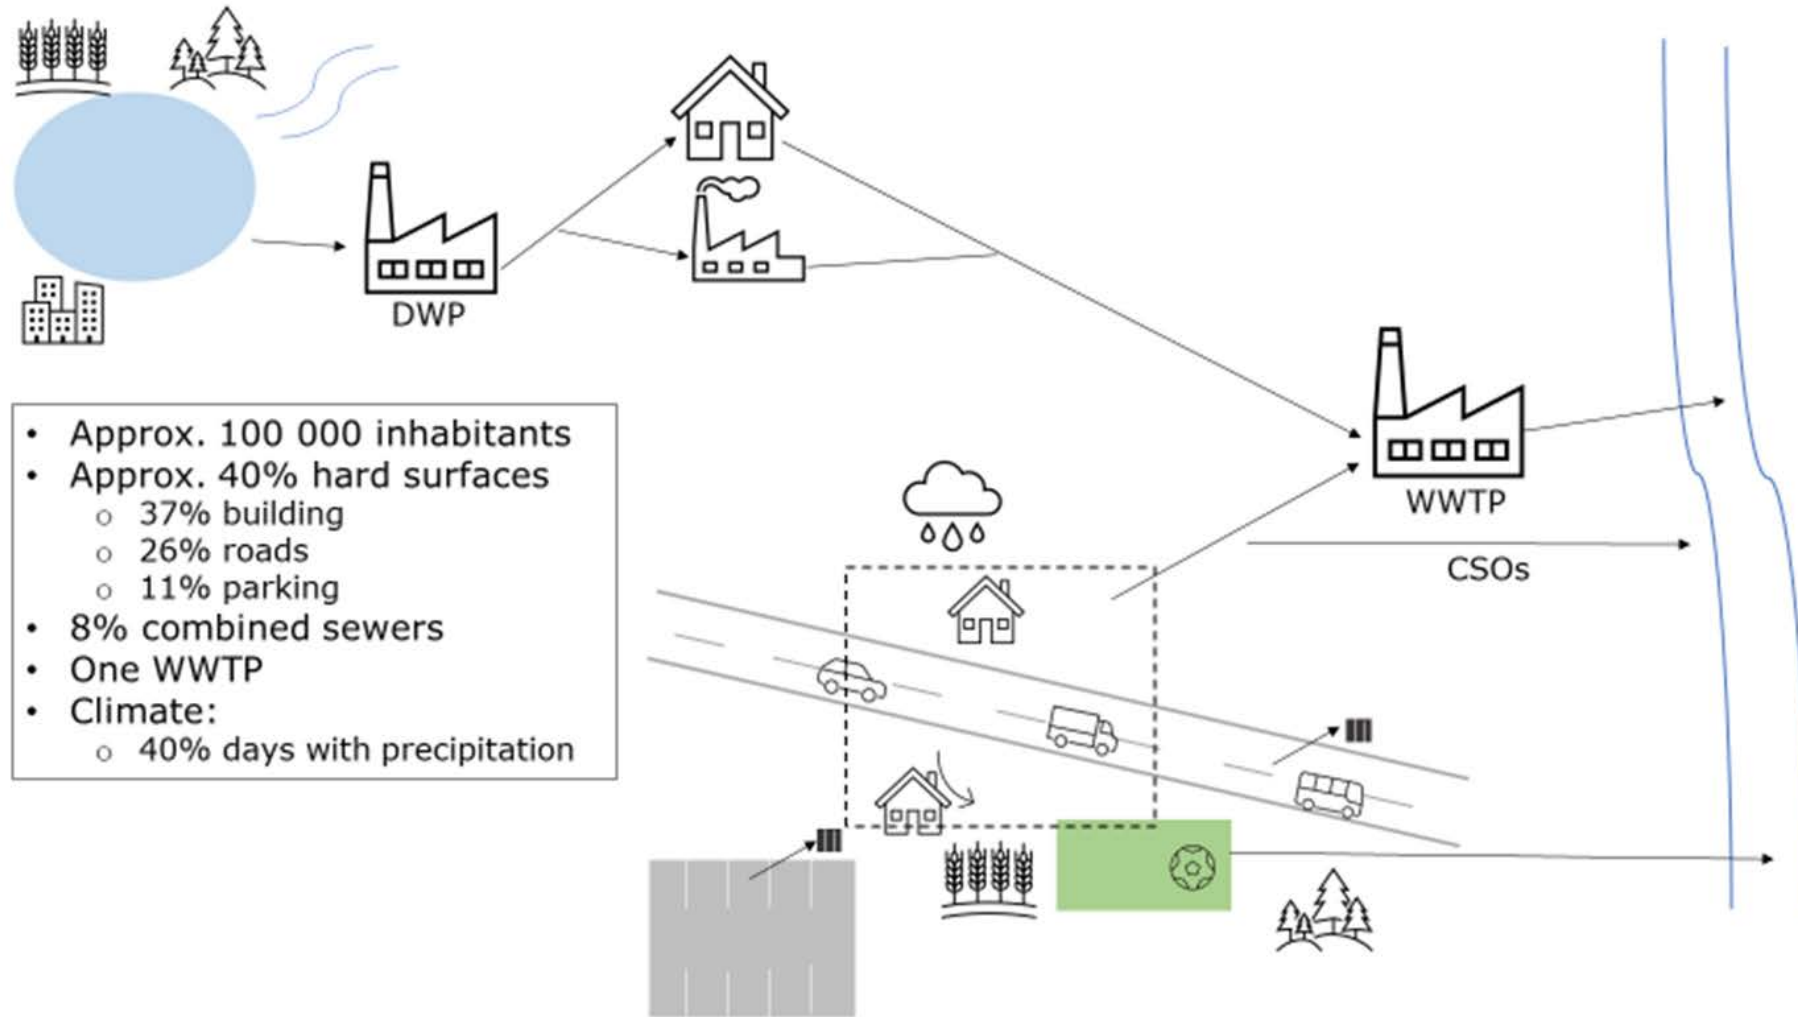 DWP
• Approx. 100 000 inhabitants
• Approx. 40% hard surfaces
o 37% building
o 26% roads
o 11% parking
• 8% combined sewers
• One WWTP
• Climate:
o 40% days with precipitation
WWTP
CSOs